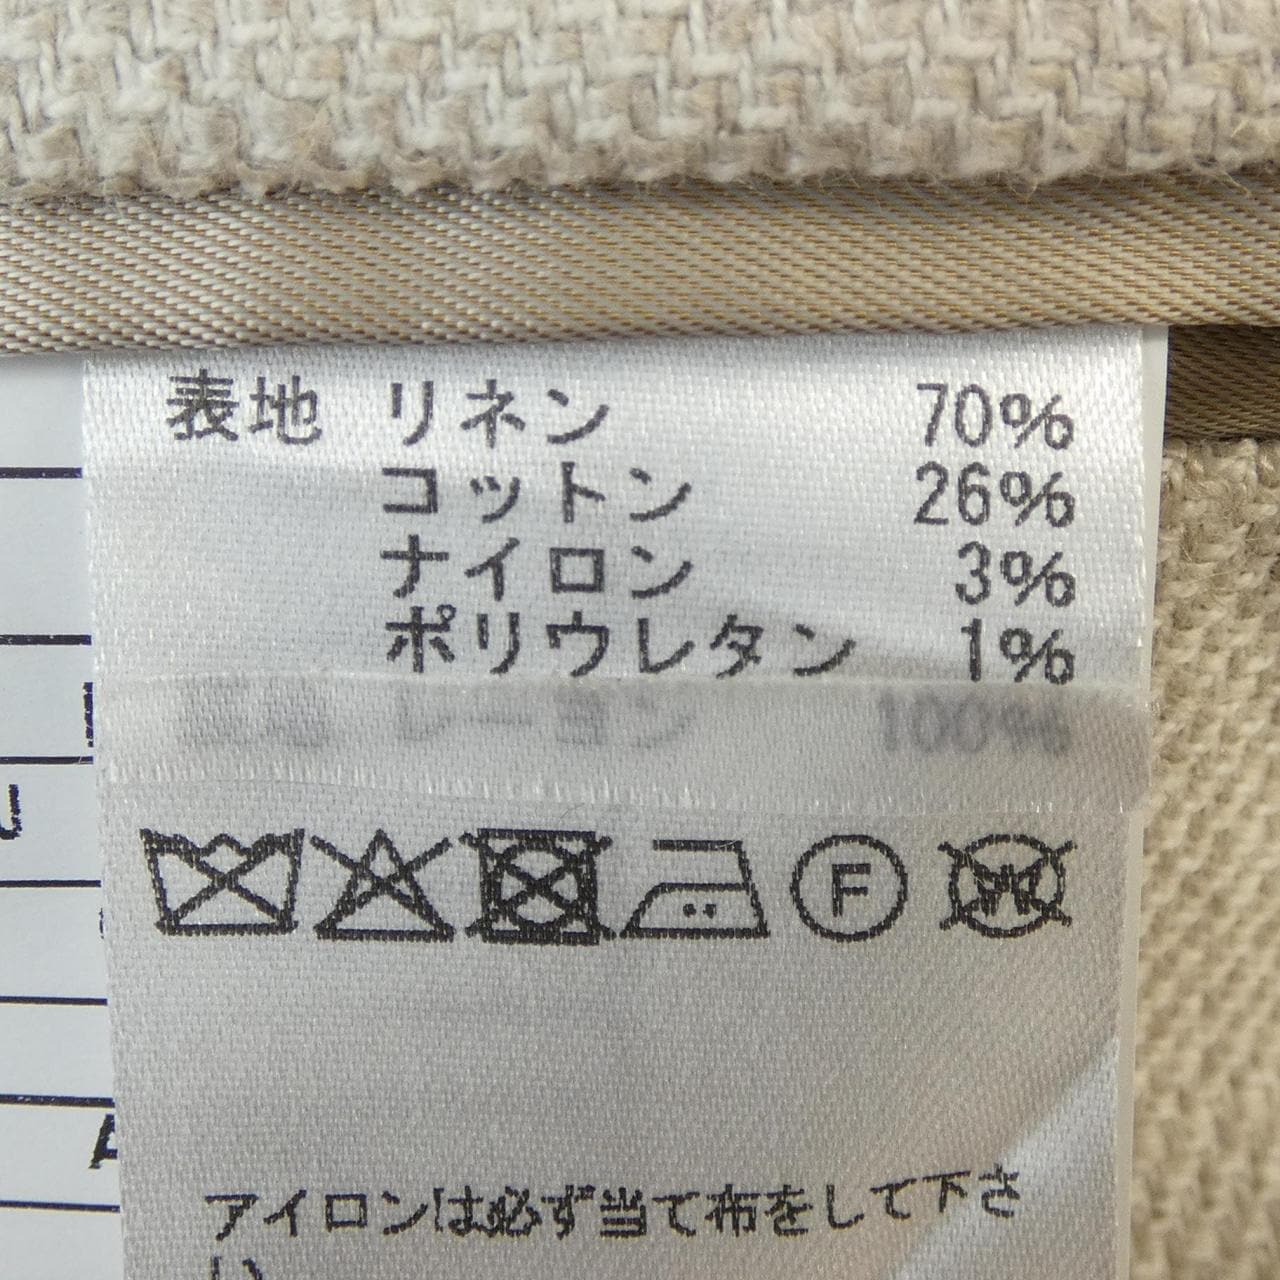 表地 リネン 70%
コットン 26%
ナイロン 3%
ポリウレタン 1%
レーヨン 100%
F
W
アイロンは必ず当て布をして下さ
い